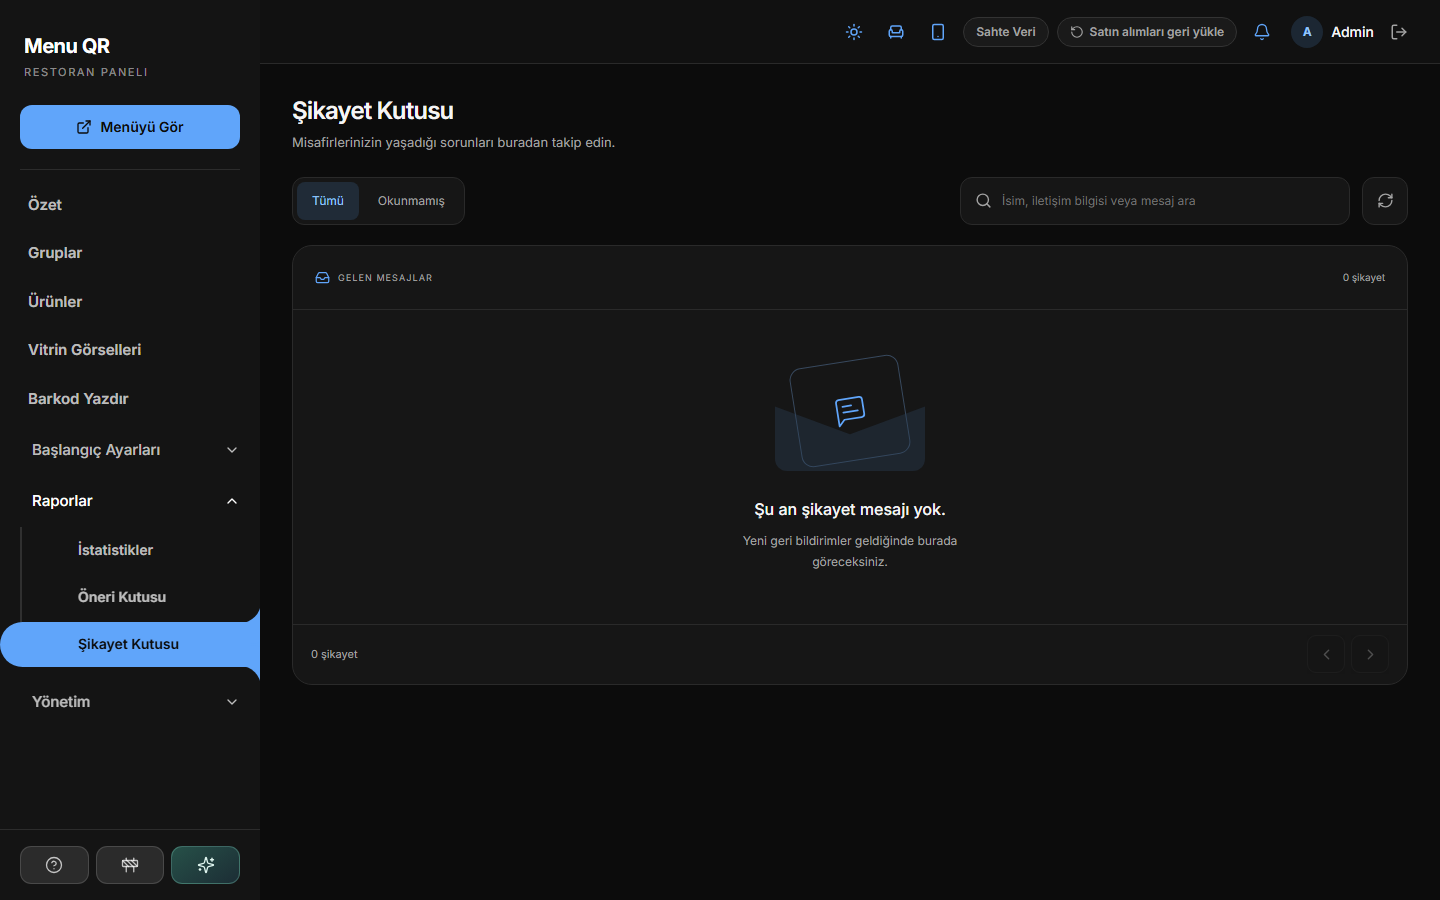 Menu QR
RESTORAN PANELI
Menüyü Gör
Özet
Gruplar
Ürünler
Vitrin Görselleri
Barkod Yazdır
Başlangıç Ayarları
Raporlar
İstatistikler
Öneri Kutusu
Şikayet Kutusu
Yönetim
Sahte Veri
Satın alımları geri yükle
A
Admin
Şikayet Kutusu
Misafirlerinizin yaşadığı sorunları buradan takip edin.
Tümü
Okunmamış
İsim, iletişim bilgisi veya mesaj ara
GELEN MESAJLAR
0 şikayet
Şu an şikayet mesajı yok.
Yeni geri bildirimler geldiğinde burada
göreceksiniz.
0 şikayet